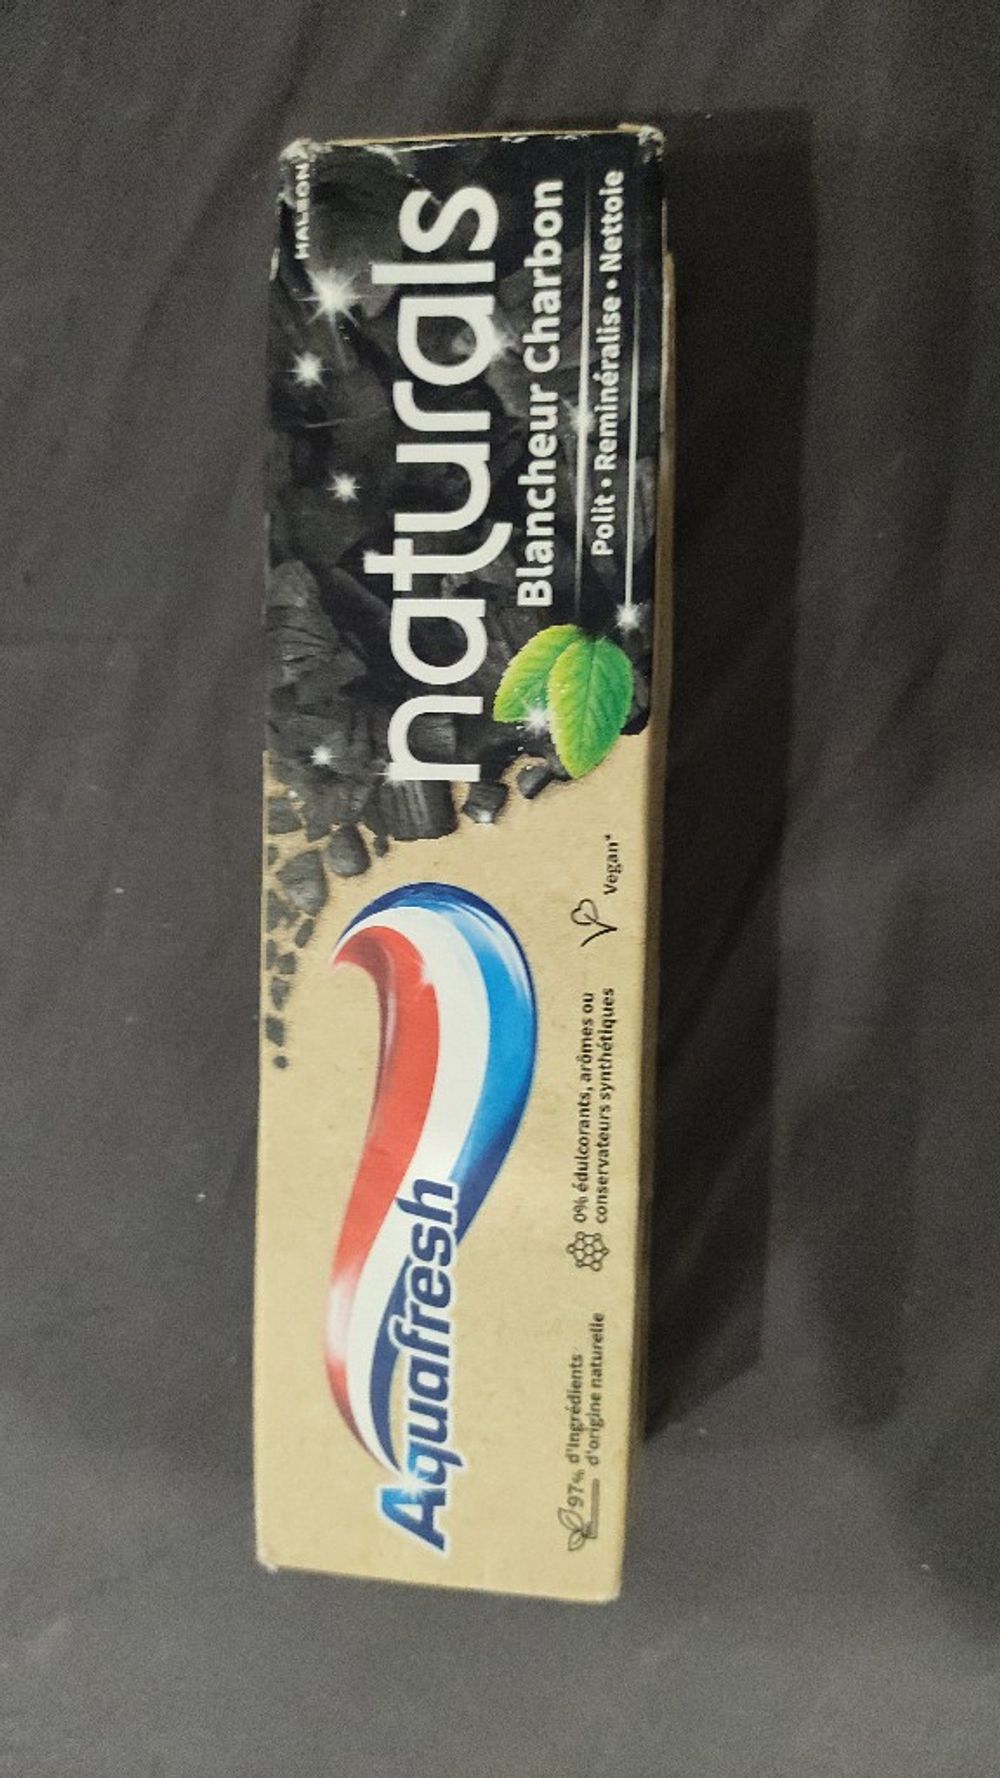 HALEON
Aquafresh
naturals
Blancheur Charbon
Polit • Reminéralise • Nettoie
97% d'ingrédients
d'origine naturelle
0% édulcorants, arômes ou
conservateurs synthétiques
Vegan*